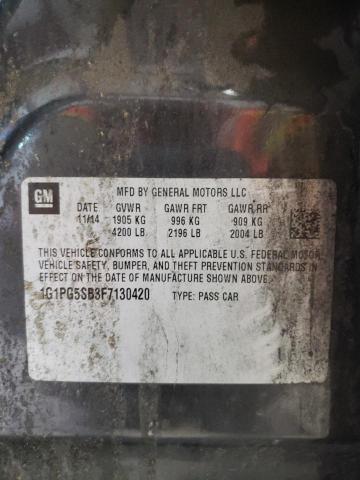 GM
MFD BY GENERAL MOTORS LLC
DATE GVWR GAWR FRT GAWR RR
11/14 1905 KG 996 KG 909 KG
4200 LB 2196 LB 2004 LB
THIS VEHICLE CONFORMS TO ALL APPLICABLE U.S. FEDERAL MOTOR
VEHICLE SAFETY, BUMPER, AND THEFT PREVENTION STANDARDS IN
EFFECT ON THE DATE OF MANUFACTURE SHOWN ABOVE.
1G1PG5SB3F7130420 TYPE: PASS CAR